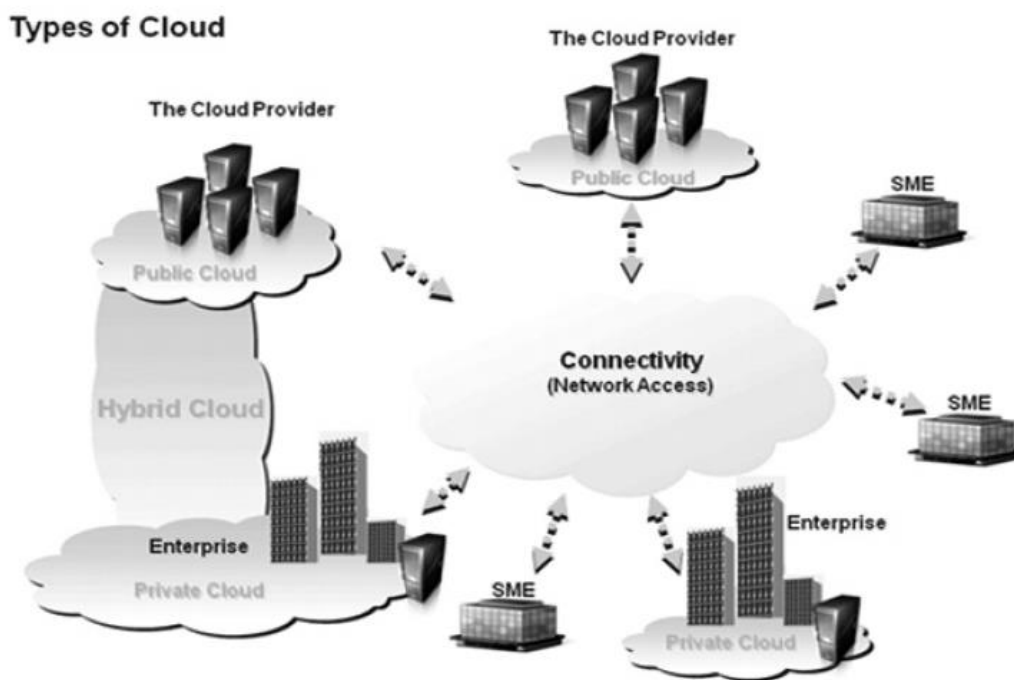 Types of Cloud
The Cloud Provider
Public Cloud
The Cloud Provider
Public Cloud
SME
SME
Connectivity
(Network Access)
Hybrid Cloud
Enterprise
Private Cloud
SME
Enterprise
Private Cloud